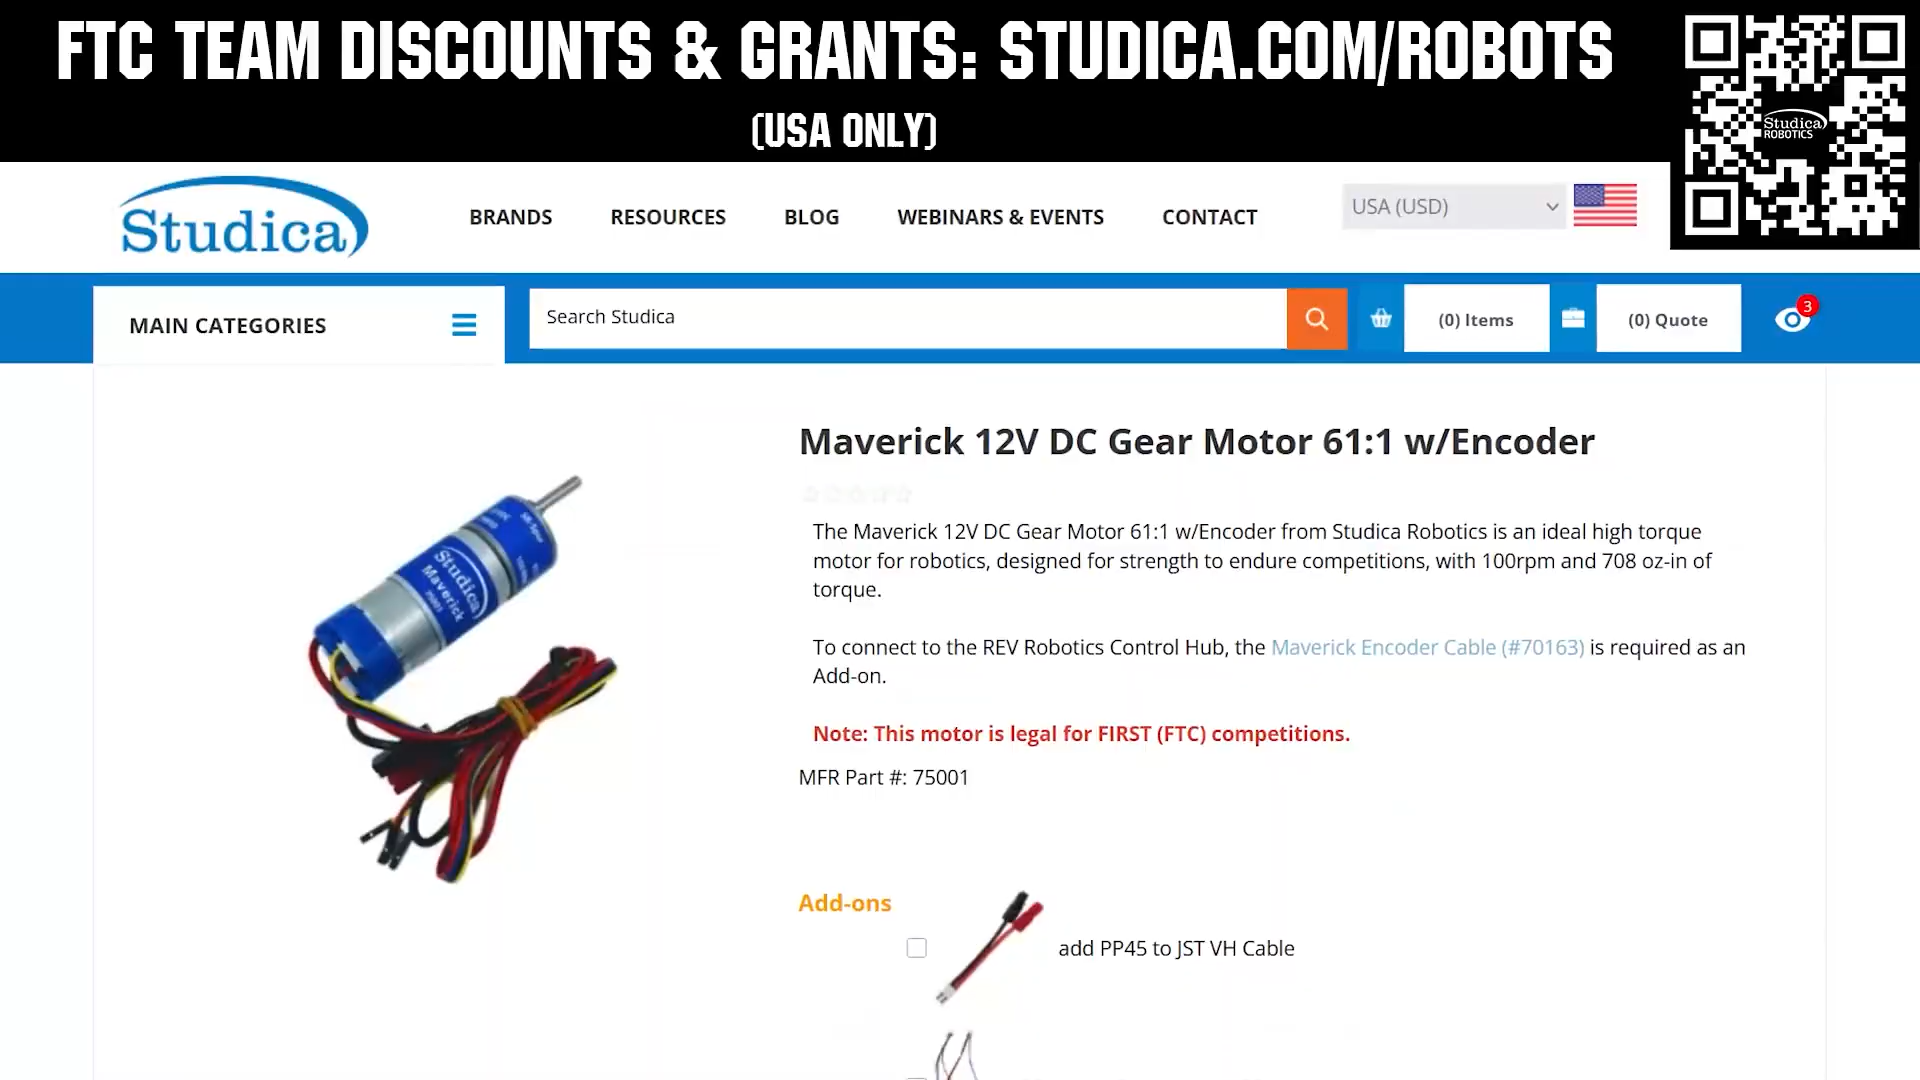 FTC TEAM DISCOUNTS & GRANTS: STUDICA.COM/ROBOTS
(USA ONLY)
Studica
ROBOTICS
Studica
BRANDS
RESOURCES
BLOG
WEBINARS & EVENTS
CONTACT
USA (USD)
MAIN CATEGORIES
Search Studica
(0) Items
(0) Quote
3
Maverick 12V DC Gear Motor 61:1 w/Encoder
The Maverick 12V DC Gear Motor 61:1 w/Encoder from Studica Robotics is an ideal high torque
motor for robotics, designed for strength to endure competitions, with 100rpm and 708 oz-in of
torque.
To connect to the REV Robotics Control Hub, the Maverick Encoder Cable (#70163) is required as an
Add-on.
Note: This motor is legal for FIRST (FTC) competitions.
MFR Part #: 75001
Studica
Maverick
75001
Add-ons
add PP45 to JST VH Cable